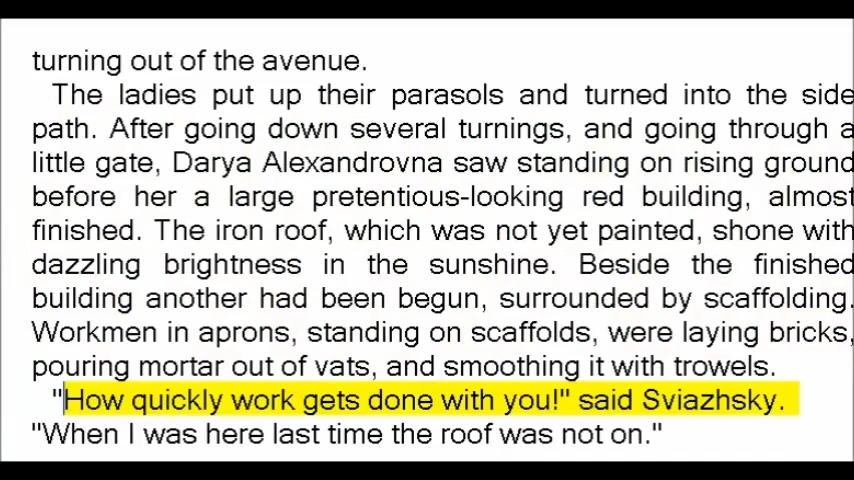 turning out of the avenue.
The ladies put up their parasols and turned into the side
path. After going down several turnings, and going through a
little gate, Darya Alexandrovna saw standing on rising ground
before her a large pretentious-looking red building, almost
finished. The iron roof, which was not yet painted, shone with
dazzling brightness in the sunshine. Beside the finished
building another had been begun, surrounded by scaffolding.
Workmen in aprons, standing on scaffolds, were laying bricks,
pouring mortar out of vats, and smoothing it with trowels.
"How quickly work gets done with you!" said Sviazhsky.
"When I was here last time the roof was not on."